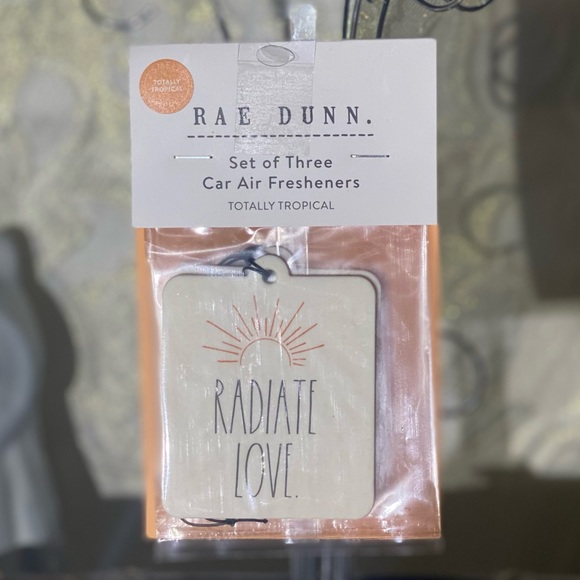 TOTALLY
TROPICAL
RAE DUNN.
Set of Three
Car Air Fresheners
TOTALLY TROPICAL
RADIATE
LOVE.